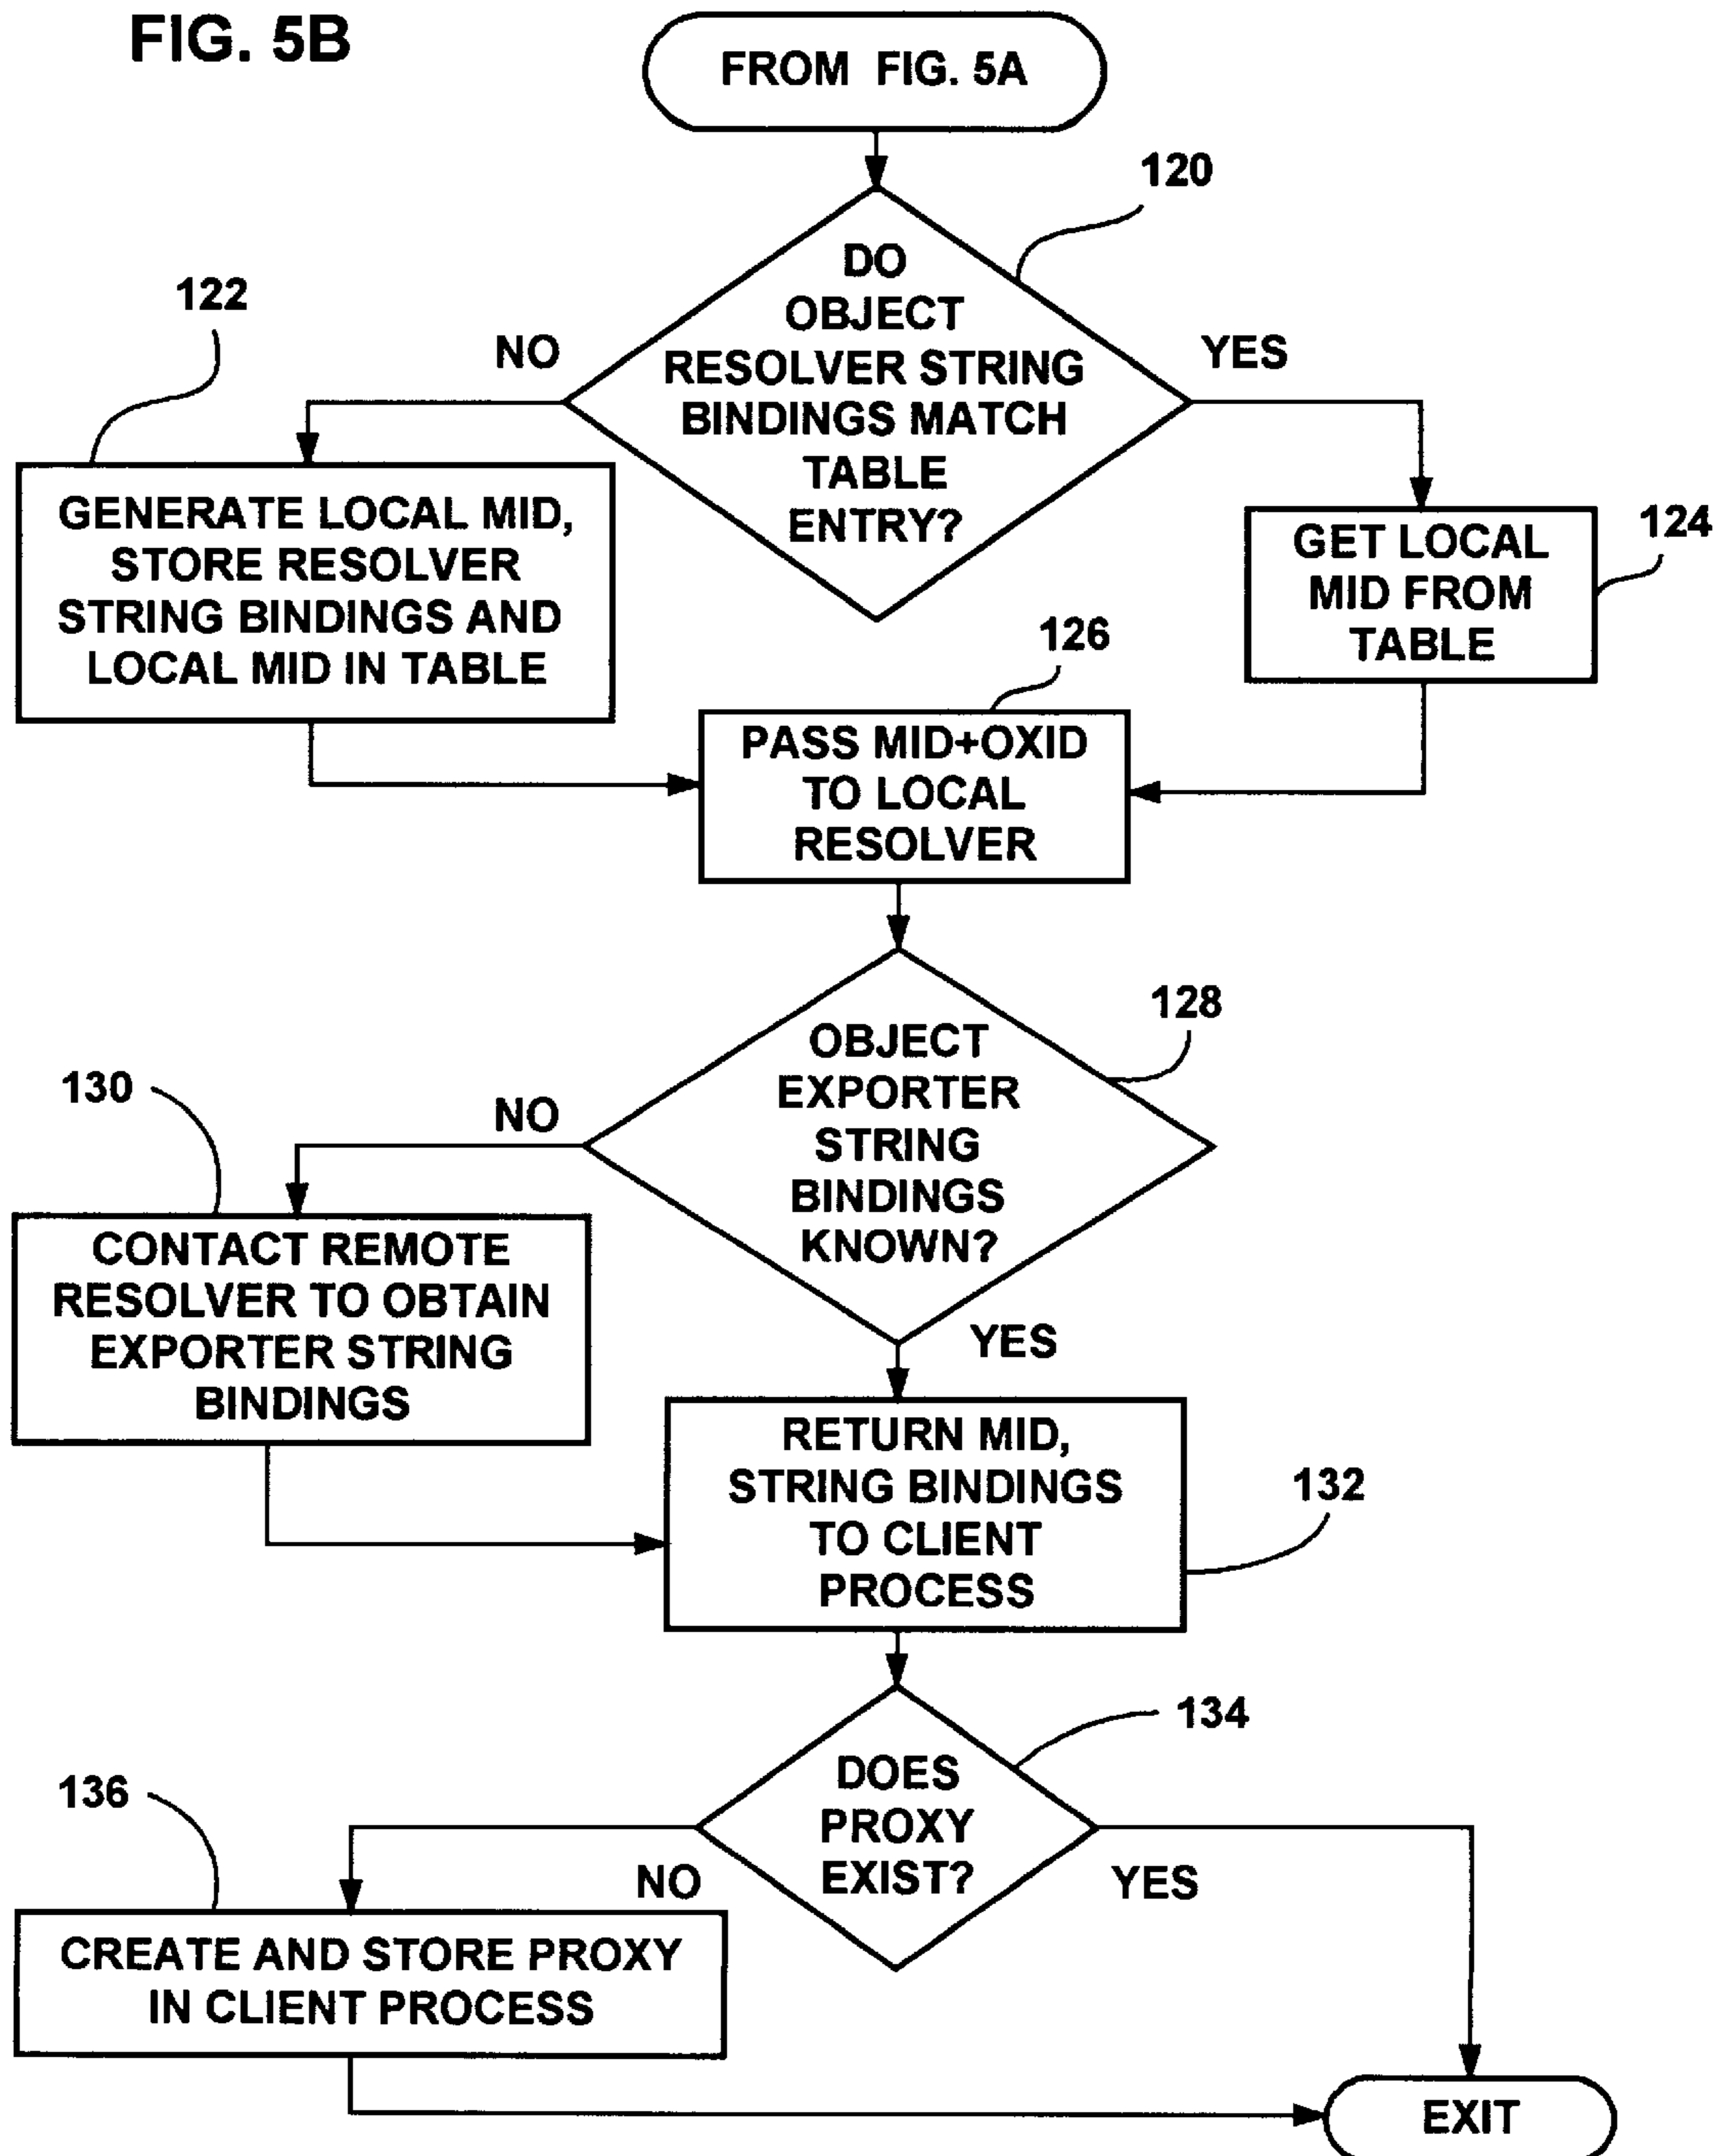 FIG. 5B
FROM FIG. 5A
120
DO
OBJECT
RESOLVER STRING
BINDINGS MATCH
TABLE
ENTRY?
NO
YES
122
GENERATE LOCAL MID,
STORE RESOLVER
STRING BINDINGS AND
LOCAL MID IN TABLE
124
GET LOCAL
MID FROM
TABLE
126
PASS MID+OXID
TO LOCAL
RESOLVER
128
OBJECT
EXPORTER
STRING
BINDINGS
KNOWN?
NO
YES
130
CONTACT REMOTE
RESOLVER TO OBTAIN
EXPORTER STRING
BINDINGS
132
RETURN MID,
STRING BINDINGS
TO CLIENT
PROCESS
134
DOES
PROXY
EXIST?
NO
YES
136
CREATE AND STORE PROXY
IN CLIENT PROCESS
EXIT